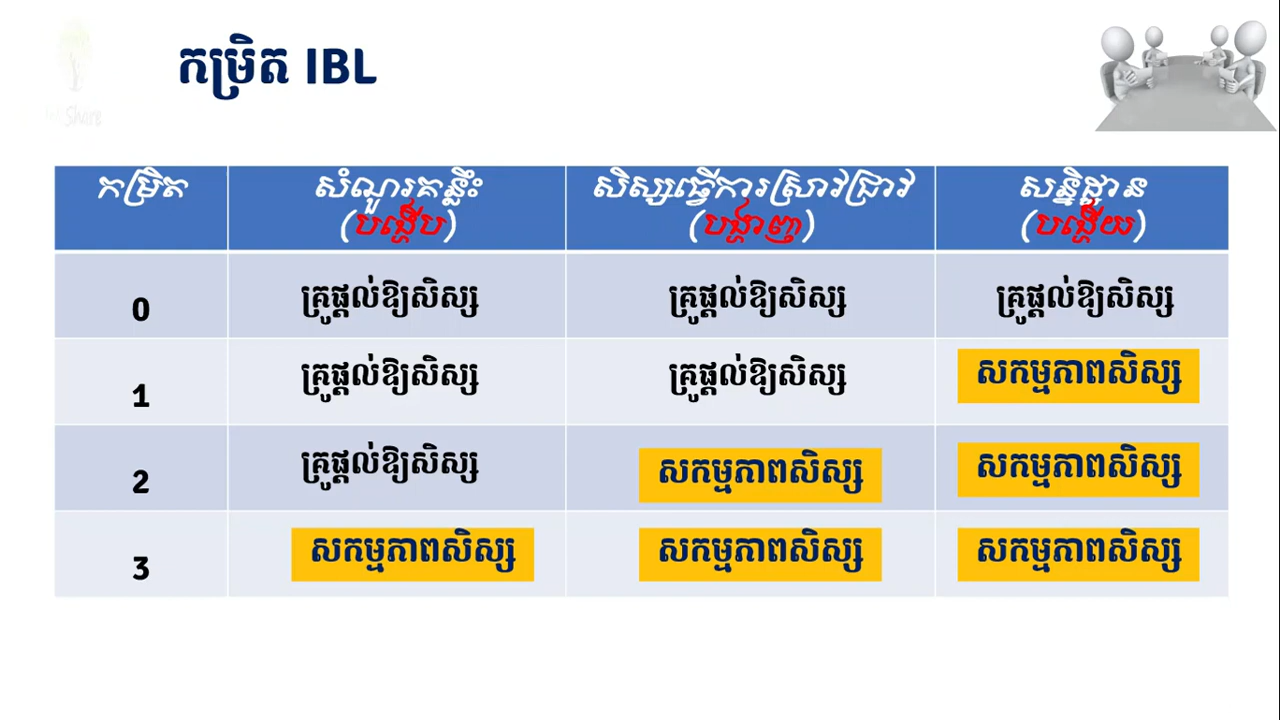 កម្រិត IBL
កម្រិត សំណួរគន្លឹះ សិស្សធ្វើការស្រាវជ្រាវ សន្និដ្ឋាន
(បង្កើប) (បង្ហាញ) (បង្ហើយ)
0 គ្រូផ្តល់ឱ្យសិស្ស គ្រូផ្តល់ឱ្យសិស្ស គ្រូផ្តល់ឱ្យសិស្ស
1 គ្រូផ្តល់ឱ្យសិស្ស គ្រូផ្តល់ឱ្យសិស្ស សកម្មភាពសិស្ស
2 គ្រូផ្តល់ឱ្យសិស្ស សកម្មភាពសិស្ស សកម្មភាពសិស្ស
3 សកម្មភាពសិស្ស សកម្មភាពសិស្ស សកម្មភាពសិស្ស